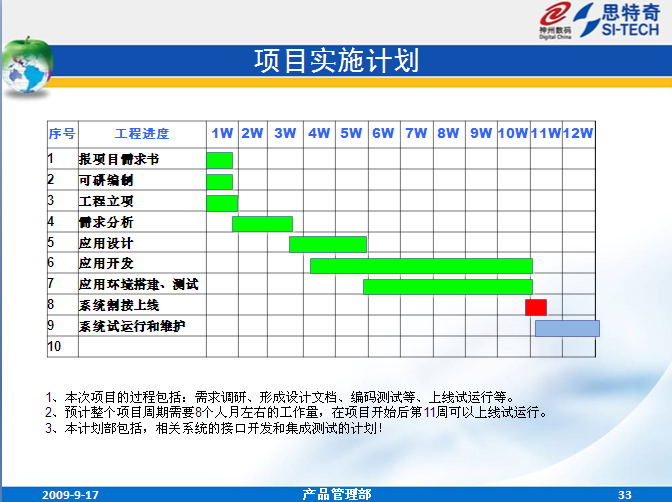 神州数码
Digital China
思特奇
SI-TECH
项目实施计划
序号 工程进度 1W 2W 3W 4W 5W 6W 7W 8W 9W 10W 11W 12W
1 报项目需求书
2 可研编制
3 工程立项
4 需求分析
5 应用设计
6 应用开发
7 应用环境搭建、测试
8 系统割接上线
9 系统试运行和维护
10
1、本次项目的过程包括：需求调研、形成设计文档、编码测试等、上线试运行等。
2、预计整个项目周期需要8个人月左右的工作量，在项目开始后第11周可以上线试运行。
3、本计划部包括，相关系统的接口开发和集成测试的计划！
2009-9-17 产品管理部 33